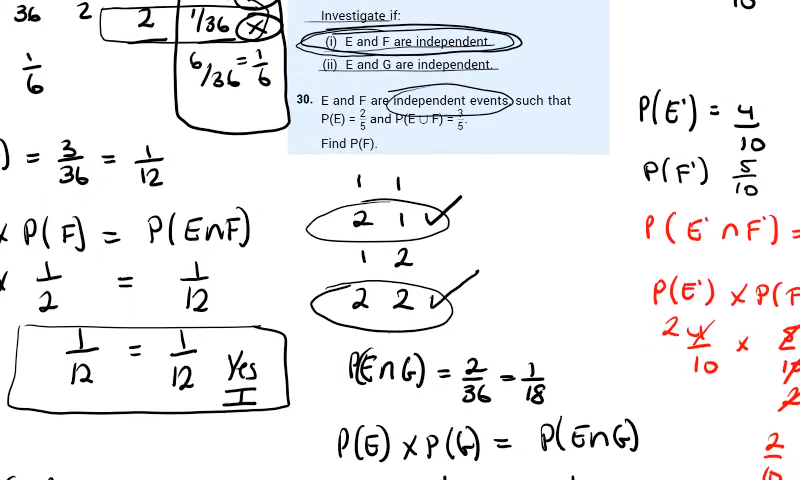 36 2 2 1/36 x
6/36 = 1/6
1/6
) = 3/36 = 1/12
x P(F) = P(E∩F)
x 1/2 = 1/12
1/12 = 1/12 Yes
I
Investigate if:
(i) E and F are independent
(ii) E and G are independent.
30. E and F are independent events, such that
P(E) = 2/5 and P(E ∪ F) = 3/5.
Find P(F).
1 1
2 1 ✓
1 2
2 2 ✓
P(E∩G) = 2/36 = 1/18
P(E) x P(G) = P(E∩G)
10
P(E') = 4/10
P(F') 5/10
P(E' ∩ F') =
P(E') x P(F
2 4/10 x
2